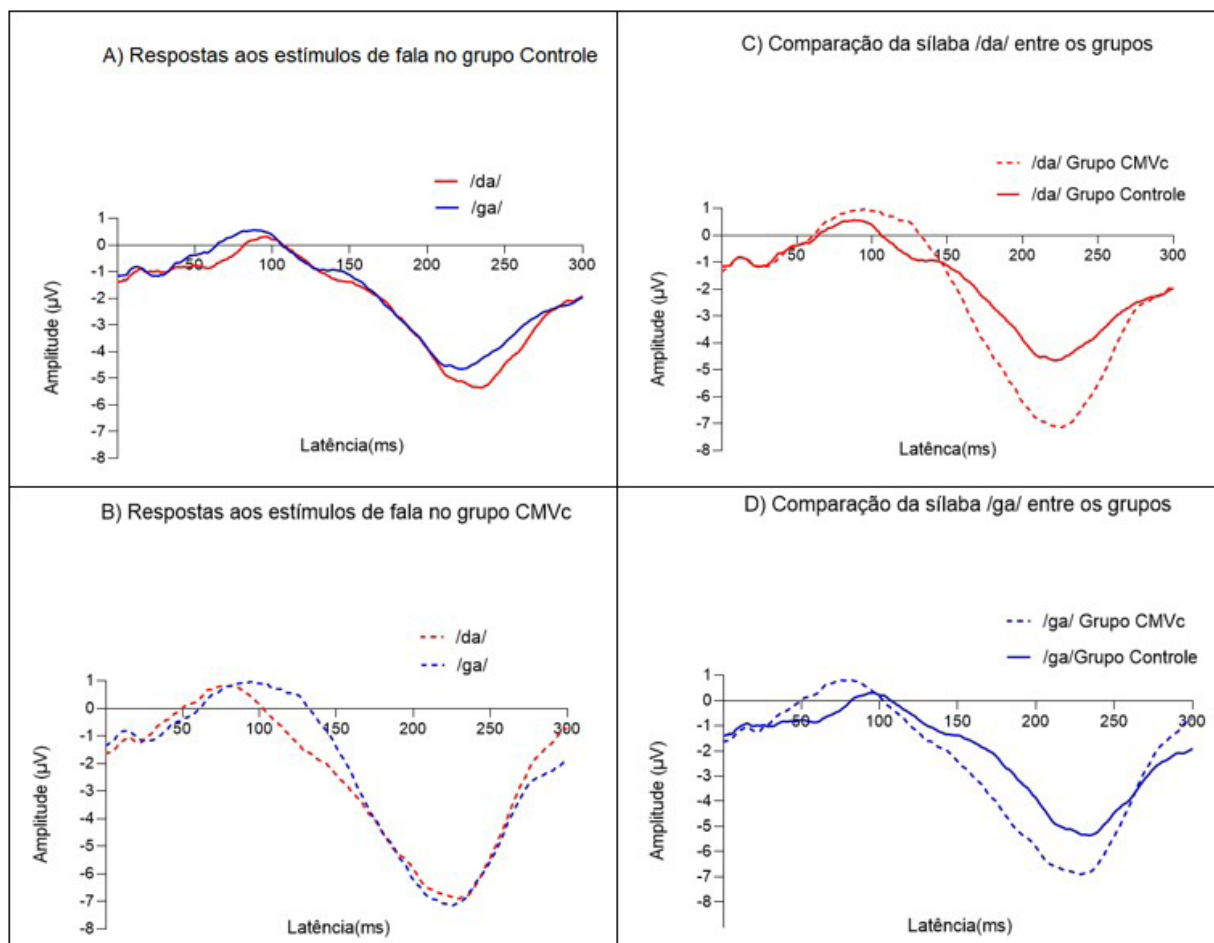 A) Respostas aos estímulos de fala no grupo Controle
/da/
/ga/
1
0
-1
-2
-3
-4
-5
-6
-7
-8
50 100 150 200 250 300
Amplitude (µV)
Latência(ms)
B) Respostas aos estímulos de fala no grupo CMVc
/da/
/ga/
1
0
-1
-2
-3
-4
-5
-6
-7
-8
50 100 150 200 250 300
Amplitude (µV)
Latência(ms)
C) Comparação da sílaba /da/ entre os grupos
/da/ Grupo CMVc
/da/ Grupo Controle
1
0
-1
-2
-3
-4
-5
-6
-7
-8
50 100 150 200 250 300
Amplitude (µV)
Latênca(ms)
D) Comparação da sílaba /ga/ entre os grupos
/ga/ Grupo CMVc
/ga/Grupo Controle
1
0
-1
-2
-3
-4
-5
-6
-7
-8
50 100 150 200 250 300
Amplitude (µV)
Latência(ms)